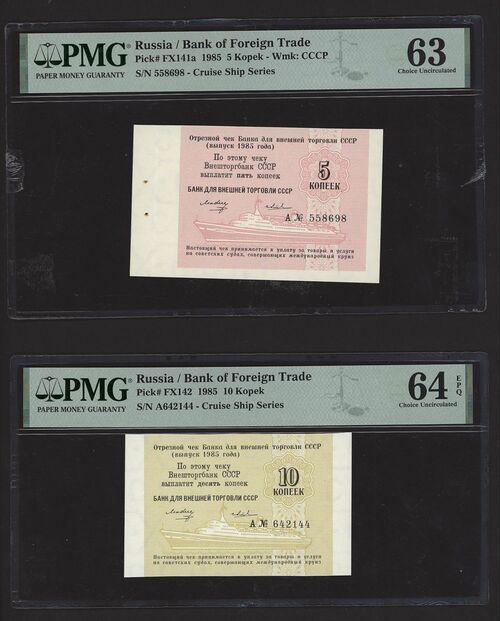 PMG
PAPER MONEY GUARANTY
Russia / Bank of Foreign Trade
Pick# FX141a 1985 5 Kopek - Wmk: CCCP
S/N 558698 - Cruise Ship Series
63
Choice Uncirculated
Отрезной чек Банка для внешней торговли СССР
(выпуск 1985 года)
По этому чеку
Внешторгбанк СССР
выплатит пять копеек
5
КОПЕЕК
БАНК ДЛЯ ВНЕШНЕЙ ТОРГОВЛИ СССР
А № 558698
Настоящий чек принимается в уплату за товары и услуги
на советских судах, совершающих международный круиз
PMG
PAPER MONEY GUARANTY
Russia / Bank of Foreign Trade
Pick# FX142 1985 10 Kopek
S/N A642144 - Cruise Ship Series
64
EPQ
Choice Uncirculated
Отрезной чек Банка для внешней торговли СССР
(выпуск 1985 года)
По этому чеку
Внешторгбанк СССР
выплатит десять копеек
10
КОПЕЕК
БАНК ДЛЯ ВНЕШНЕЙ ТОРГОВЛИ СССР
А № 642144
Настоящий чек принимается в уплату за товары и услуги
на советских судах, совершающих международный круиз